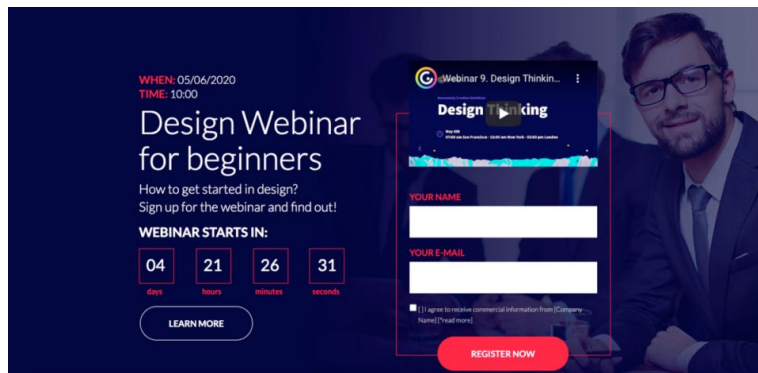 WHEN: 05/06/2020
TIME: 10:00
Design Webinar
for beginners
How to get started in design?
Sign up for the webinar and find out!
WEBINAR STARTS IN:
04 21 26 31
days hours minutes seconds
LEARN MORE
G Webinar 9. Design Thinkin...
Design Thinking
May 6th
YOUR NAME
YOUR E-MAIL
[ ] I agree to receive commercial information from [Company
Name] [*read more]
REGISTER NOW